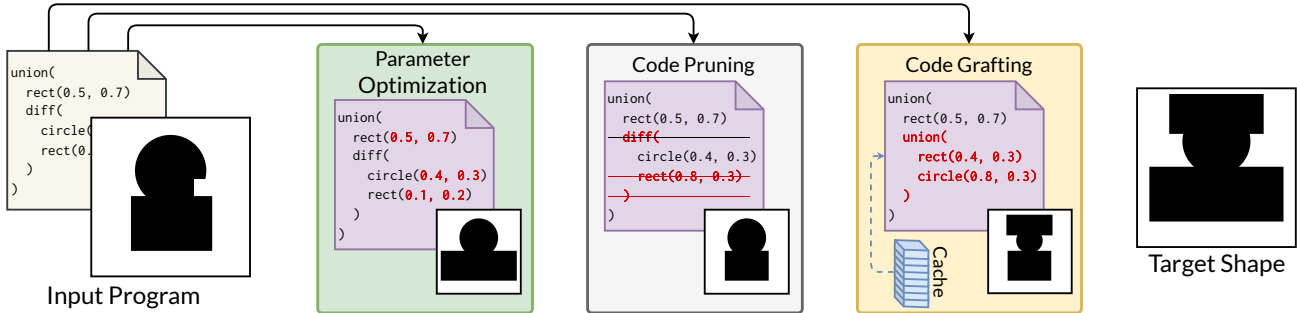 union(
  rect(0.5, 0.7)
  diff(
    circle(
    rect(0.
  )
)
Input Program
Parameter
Optimization
union(
  rect(0.5, 0.7)
  diff(
    circle(0.4, 0.3)
    rect(0.1, 0.2)
  )
)
Code Pruning
union(
  rect(0.5, 0.7)
  diff(
    circle(0.4, 0.3)
    rect(0.8, 0.3)
  )
)
Code Grafting
union(
  rect(0.5, 0.7)
  union(
    rect(0.4, 0.3)
    circle(0.8, 0.3)
  )
)
Cache
Target Shape